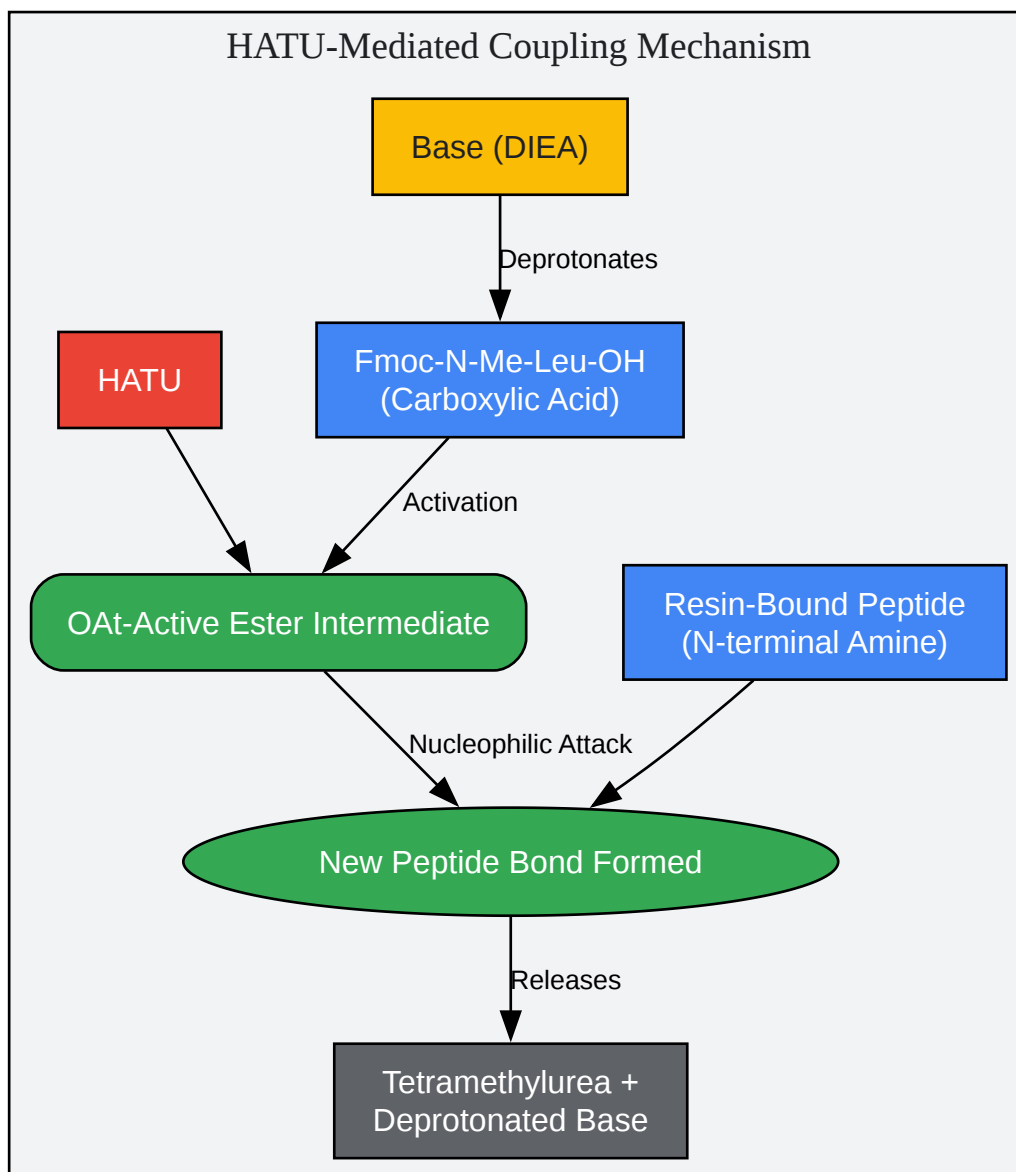 HATU-Mediated Coupling Mechanism
Base (DIEA)
Deprotonates
HATU
Fmoc-N-Me-Leu-OH
(Carboxylic Acid)
Activation
OAt-Active Ester Intermediate
Resin-Bound Peptide
(N-terminal Amine)
Nucleophilic Attack
New Peptide Bond Formed
Releases
Tetramethylurea +
Deprotonated Base